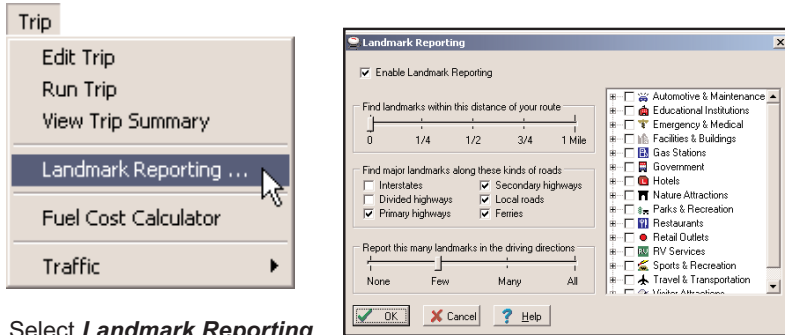 Trip
Edit Trip
Run Trip
View Trip Summary
Landmark Reporting ...
Fuel Cost Calculator
Traffic
Select Landmark Reporting
Landmark Reporting
Enable Landmark Reporting
Find landmarks within this distance of your route
0 1/4 1/2 3/4 1 Mile
Find major landmarks along these kinds of roads
Interstates Secondary highways
Divided highways Local roads
Primary highways Ferries
Report this many landmarks in the driving directions
None Few Many All
OK Cancel Help
Automotive & Maintenance
Educational Institutions
Emergency & Medical
Facilities & Buildings
Gas Stations
Government
Hotels
Nature Attractions
Parks & Recreation
Restaurants
Retail Outlets
RV Services
Sports & Recreation
Travel & Transportation
Visitor Attractions